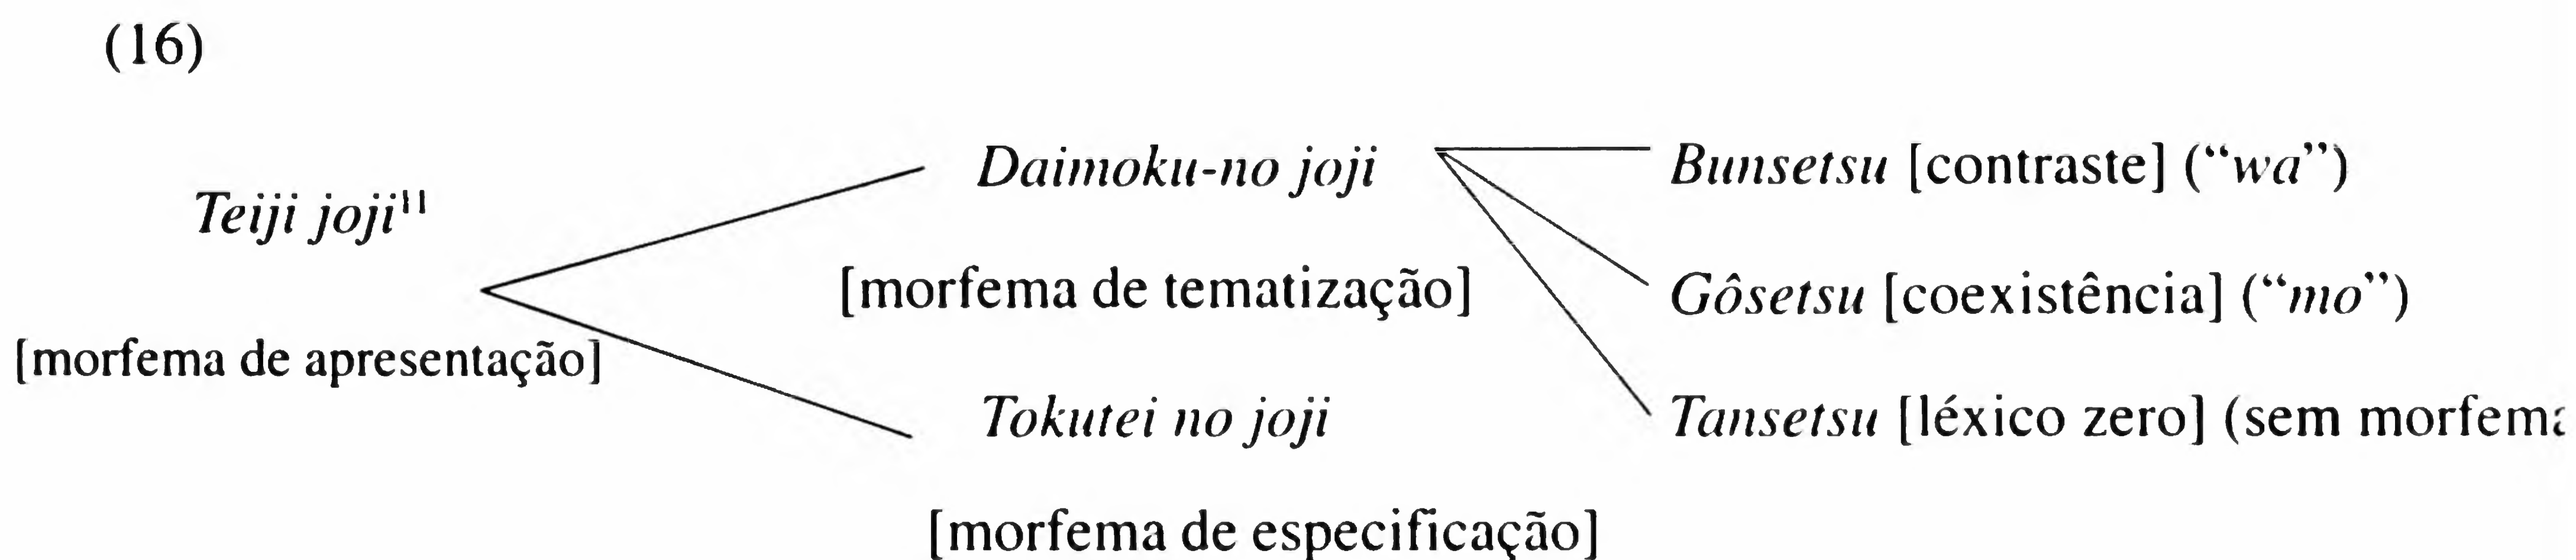 (16)
Teiji joji¹¹
[morfema de apresentação]
Daimoku-no joji
[morfema de tematização]
Tokutei no joji
[morfema de especificação]
Bunsetsu [contraste] (“wa”)
Gôsetsu [coexistência] (“mo”)
Tansetsu [léxico zero] (sem morfema